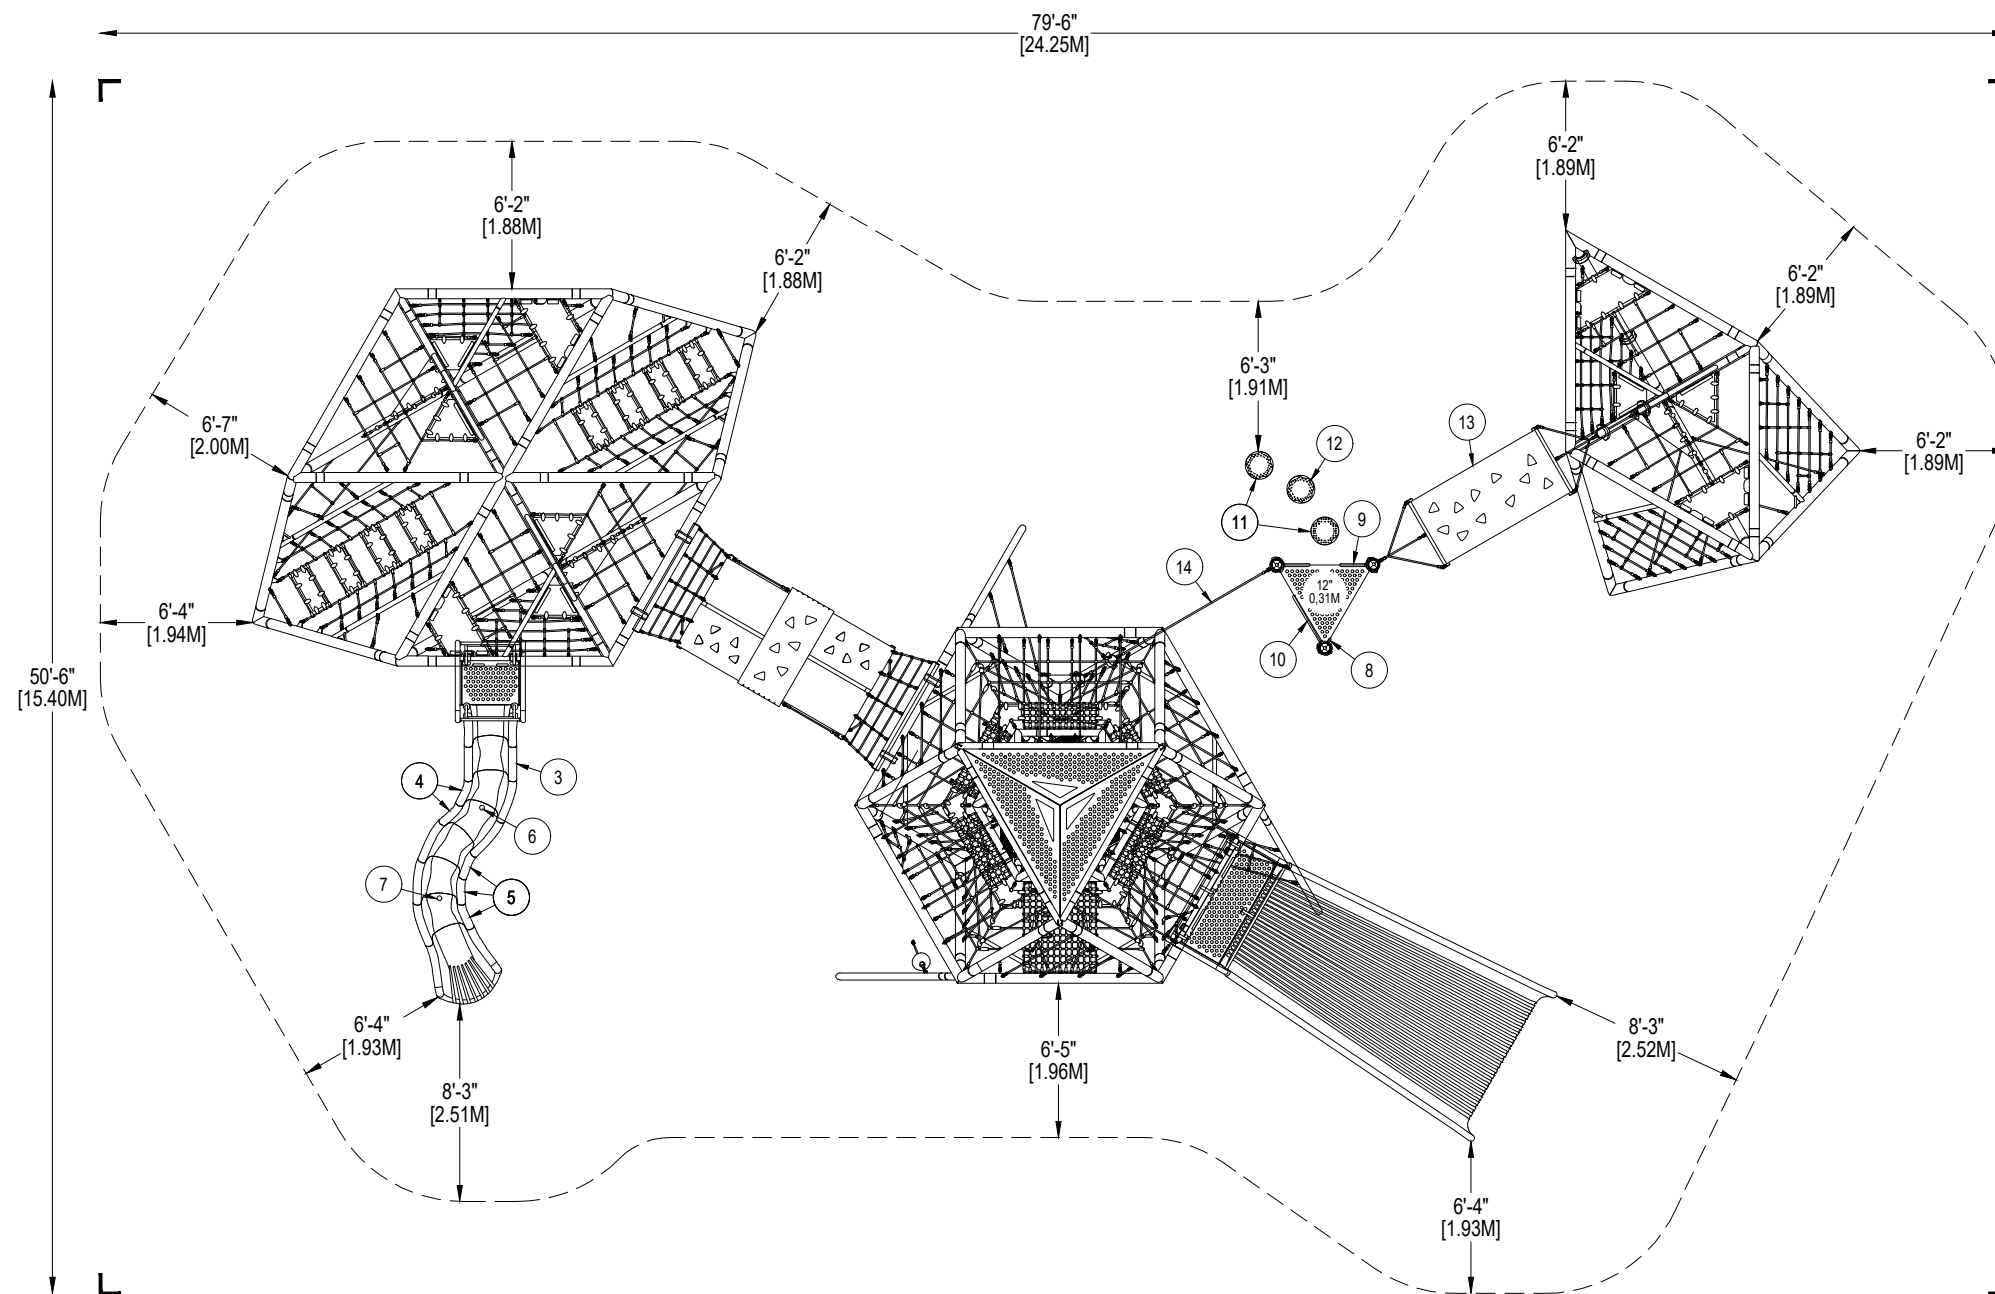 79'-6"
[24.25M]
6'-2"
[1.89M]
6'-2"
[1.88M]
6'-2"
[1.88M]
6'-2"
[1.89M]
6'-3"
[1.91M]
6'-7"
[2.00M]
13
12
6'-2"
[1.89M]
11
9
14
12"
0,31M
6'-4"
[1.94M]
10
8
50'-6"
[15.40M]
4
3
6
7
5
6'-4"
[1.93M]
8'-3"
[2.52M]
6'-5"
[1.96M]
8'-3"
[2.51M]
6'-4"
[1.93M]